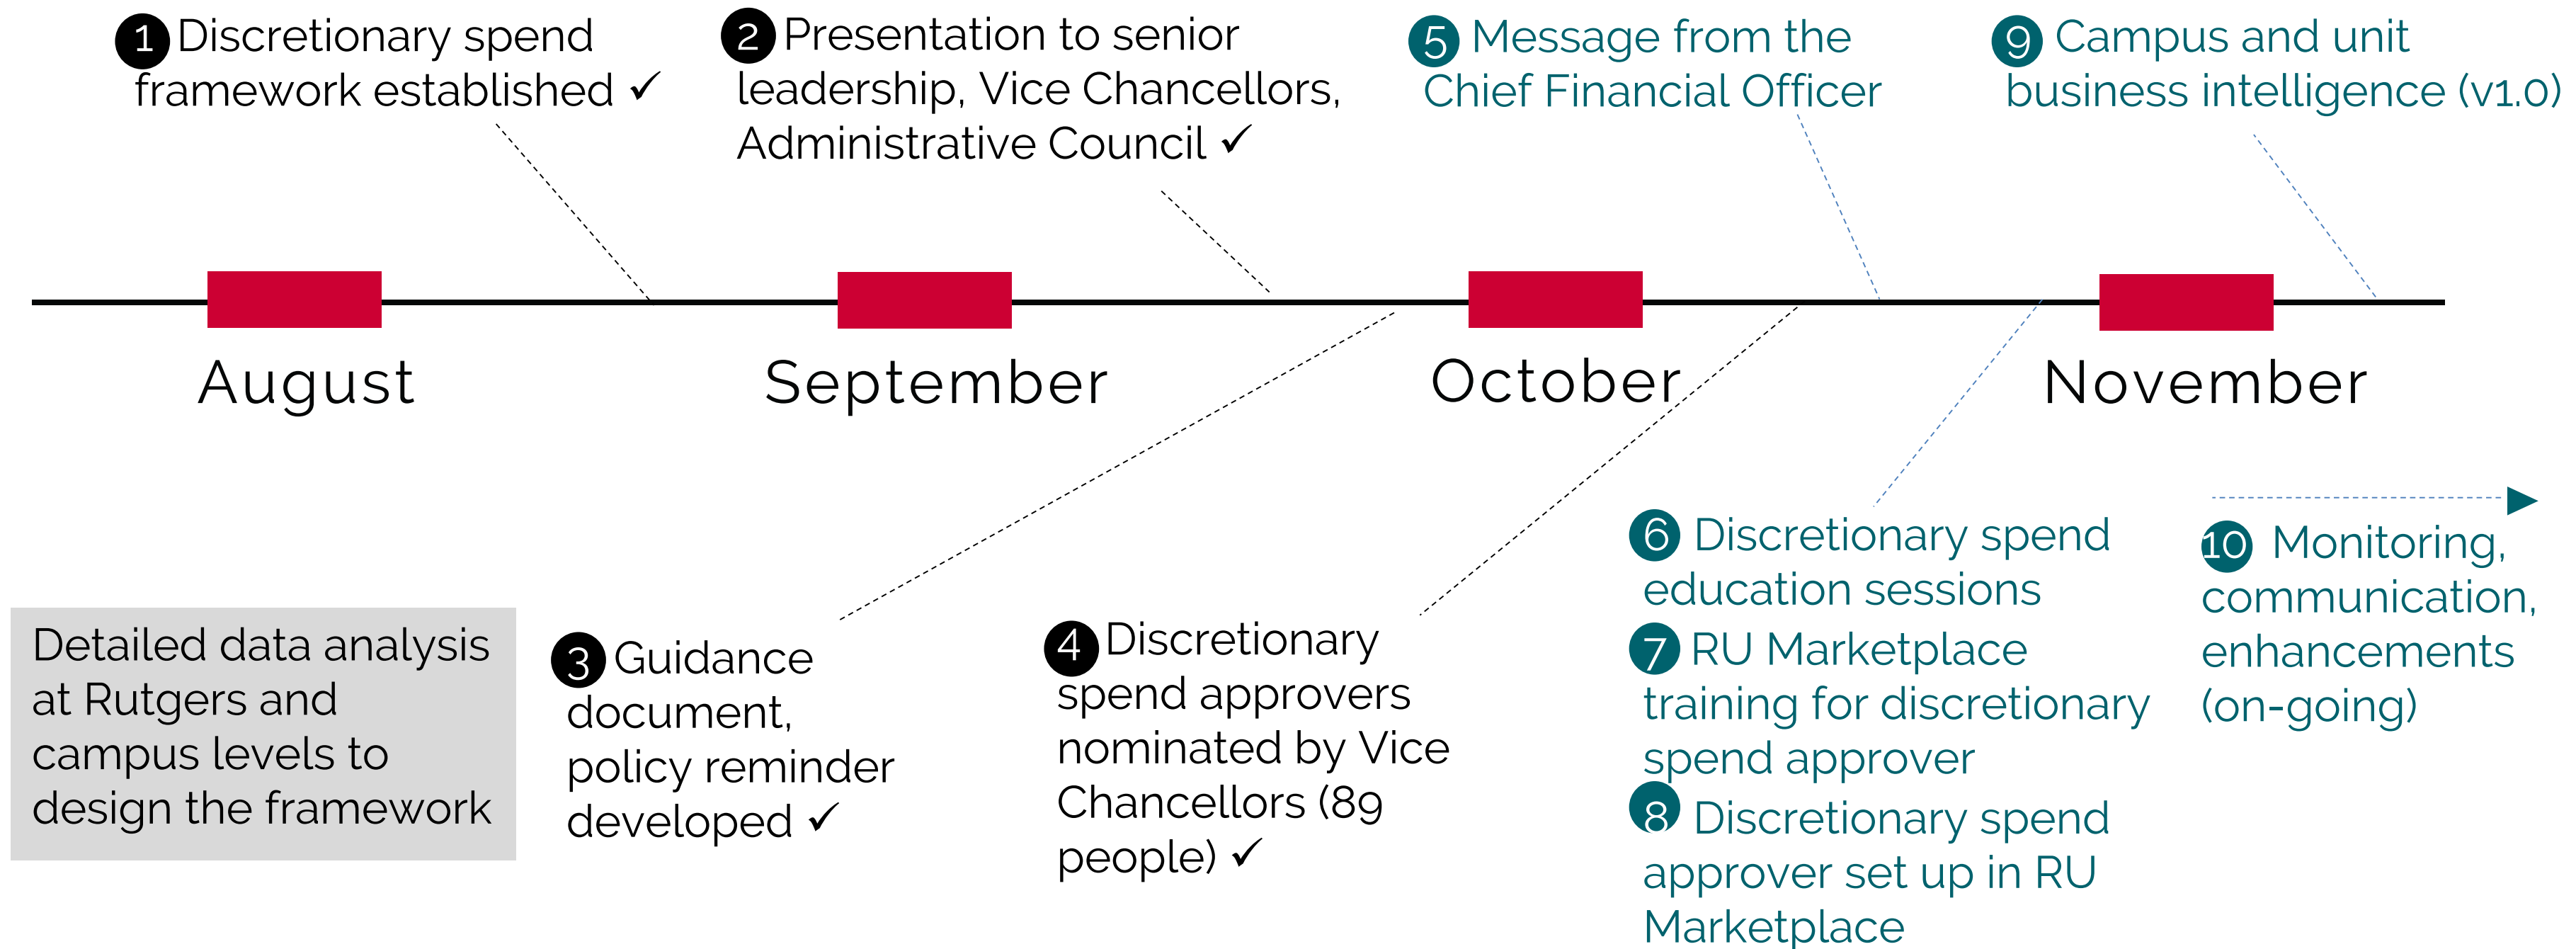 1 Discretionary spend
framework established ✓
2 Presentation to senior
leadership, Vice Chancellors,
Administrative Council ✓
5 Message from the
Chief Financial Officer
9 Campus and unit
business intelligence (v1.0)
August
September
October
November
Detailed data analysis
at Rutgers and
campus levels to
design the framework
3 Guidance
document,
policy reminder
developed ✓
4 Discretionary
spend approvers
nominated by Vice
Chancellors (89
people) ✓
6 Discretionary spend
education sessions
7 RU Marketplace
training for discretionary
spend approver
8 Discretionary spend
approver set up in RU
Marketplace
10 Monitoring,
communication,
enhancements
(on-going)